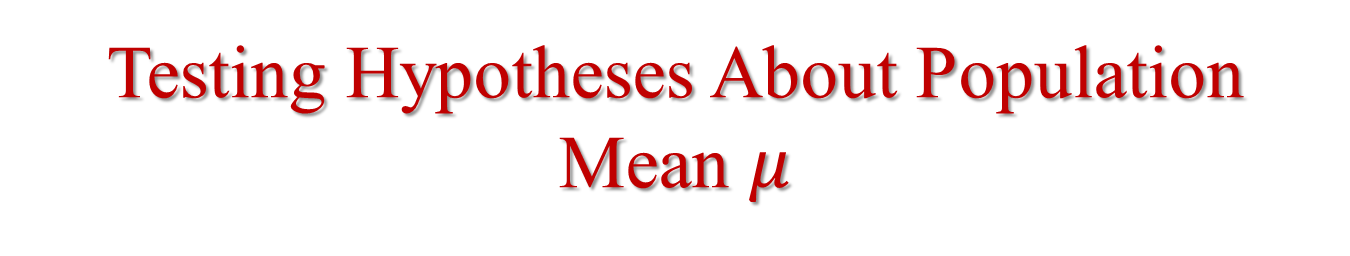 Testing Hypotheses About Population
Mean μ